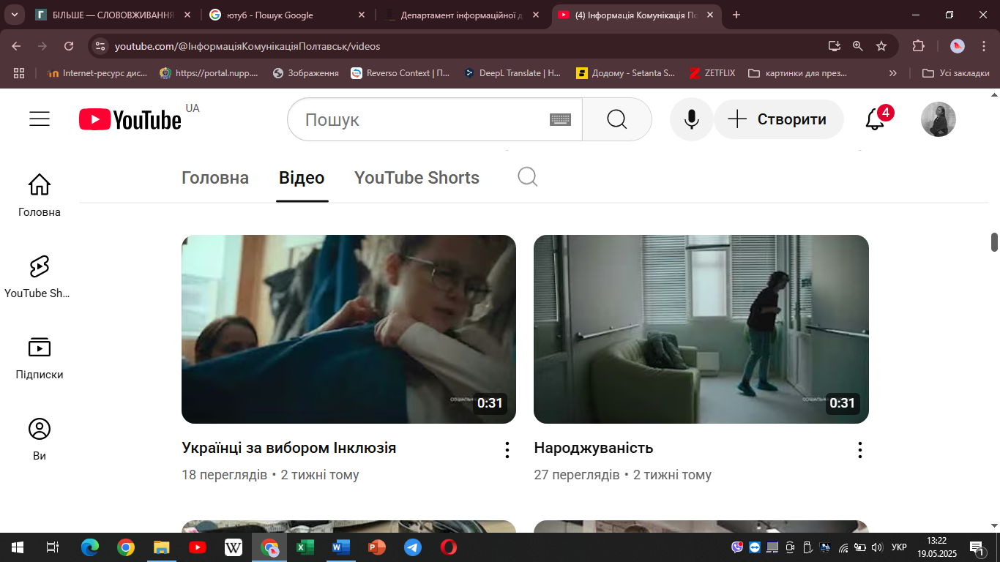 БІЛЬШЕ — СЛОВОВЖИВАННЯ
ютуб - Пошук Google
Департамент інформаційної д
(4) Інформація Комунікація По
youtube.com/@ІнформаціяКомунікаціяПолтавськ/videos
Internet-ресурс дис...
https://portal.nupp....
Зображення
Reverso Context | П...
DeepL Translate | Н...
Додому - Setanta S...
ZETFLIX
картинки для през...
Усі закладки
YouTube UA
Пошук
Створити
4
Головна
Відео
YouTube Shorts
Головна
YouTube Sh...
Підписки
Ви
0:31
0:31
Українці за вибором Інклюзія
18 переглядів • 2 тижні тому
Народжуваність
27 переглядів • 2 тижні тому
УКР
13:22
19.05.2025
1